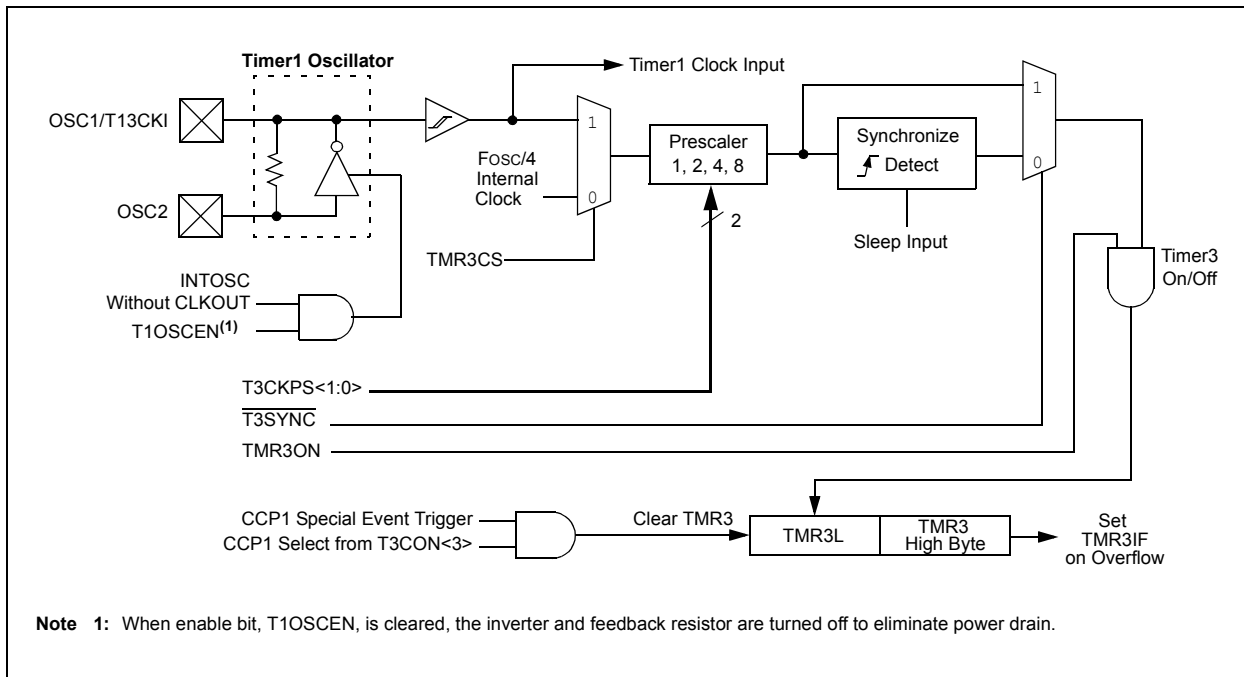 Timer1 Oscillator
Timer1 Clock Input
OSC1/T13CKI
1
1
Prescaler
1, 2, 4, 8
Synchronize
Detect
FOSC/4
Internal
Clock
0
0
OSC2
2
Sleep Input
TMR3CS
Timer3
On/Off
INTOSC
Without CLKOUT
T1OSCEN(1)
T3CKPS<1:0>
T3SYNC
TMR3ON
CCP1 Special Event Trigger
CCP1 Select from T3CON<3>
Clear TMR3
TMR3L
TMR3
High Byte
Set
TMR3IF
on Overflow
Note 1: When enable bit, T1OSCEN, is cleared, the inverter and feedback resistor are turned off to eliminate power drain.